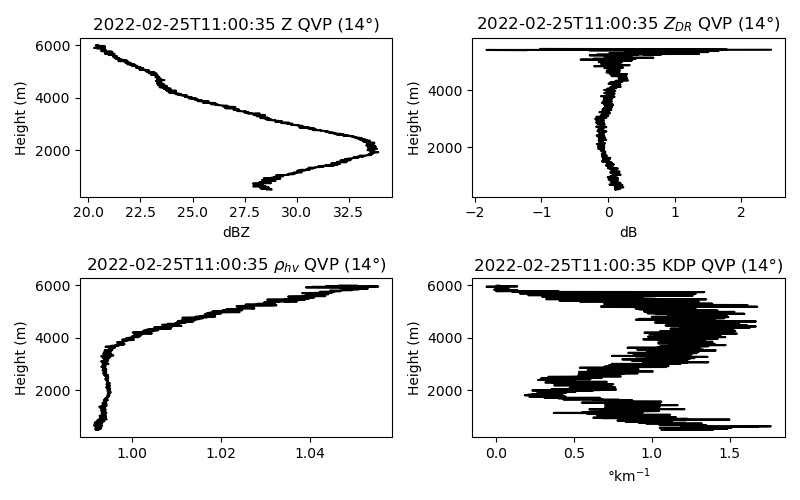 2022-02-25T11:00:35 Z QVP (14°)
Height (m)
6000
4000
2000
20.0 22.5 25.0 27.5 30.0 32.5
dBZ
2022-02-25T11:00:35 Z_DR QVP (14°)
Height (m)
4000
2000
−2 −1 0 1 2
dB
2022-02-25T11:00:35 ρ_hv QVP (14°)
Height (m)
6000
4000
2000
1.00 1.02 1.04
2022-02-25T11:00:35 KDP QVP (14°)
Height (m)
6000
4000
2000
0.0 0.5 1.0 1.5
°km⁻¹